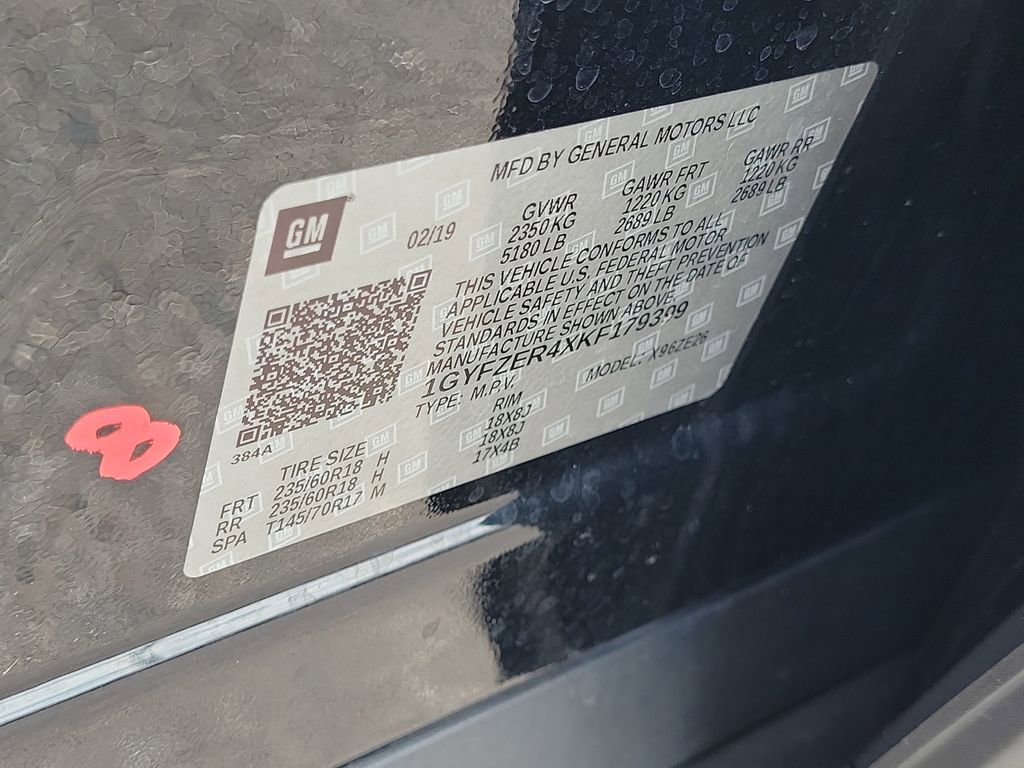 GM
MFD BY GENERAL MOTORS LLC
02/19
GVWR GAWR FRT GAWR RR
2350 KG 1220 KG 1220 KG
5180 LB 2689 LB 2689 LB
THIS VEHICLE CONFORMS TO ALL
APPLICABLE U.S. FEDERAL MOTOR
VEHICLE SAFETY AND THEFT PREVENTION
STANDARDS IN EFFECT ON THE DATE OF
MANUFACTURE SHOWN ABOVE.
1GYFZER4XKF179399
TYPE: M.P.V. MODEL: X96ZE26
384A
TIRE SIZE RIM
FRT 235/60R18 H 18X8J
RR 235/60R18 H 18X8J
SPA T145/70R17 M 17X4B
8